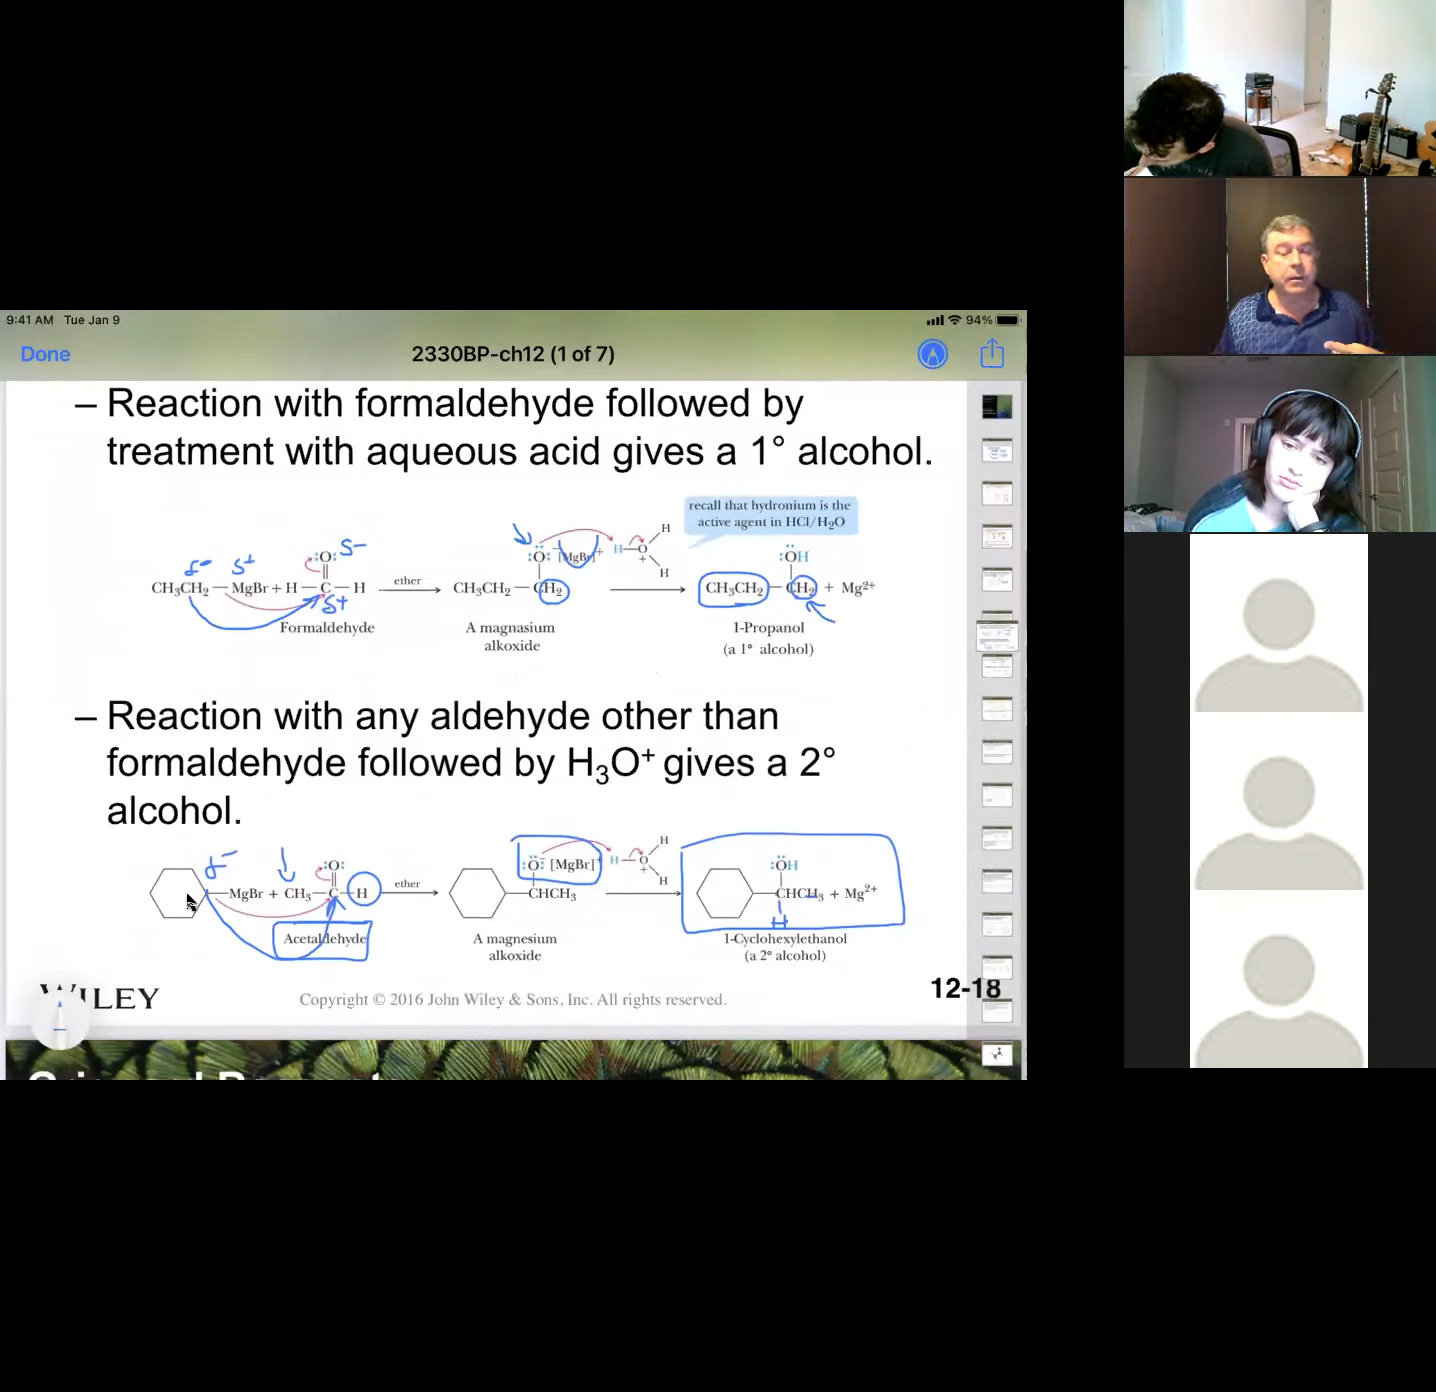 9:41 AM Tue Jan 9
94%
Done
2330BP-ch12 (1 of 7)
– Reaction with formaldehyde followed by
treatment with aqueous acid gives a 1° alcohol.
recall that hydronium is the
active agent in HCl/H₂O
δ− δ+ δ−
:O: :Ö:⁻ [MgBr]⁺ H—O—H H + :ÖH
CH₃CH₂—MgBr + H—C—H ether CH₃CH₂—CH₂ CH₃CH₂—CH₂ + Mg²⁺
δ+
Formaldehyde A magnasium 1-Propanol
alkoxide (a 1° alcohol)
– Reaction with any aldehyde other than
formaldehyde followed by H₃O⁺ gives a 2°
alcohol.
δ−
:O: :Ö:⁻ [MgBr]⁺ H—O—H H + :ÖH
—MgBr + CH₃—C—H ether CHCH₃ CHCH₃ + Mg²⁺
H
Acetaldehyde A magnesium 1-Cyclohexylethanol
alkoxide (a 2° alcohol)
WILEY
Copyright © 2016 John Wiley & Sons, Inc. All rights reserved.
12-18